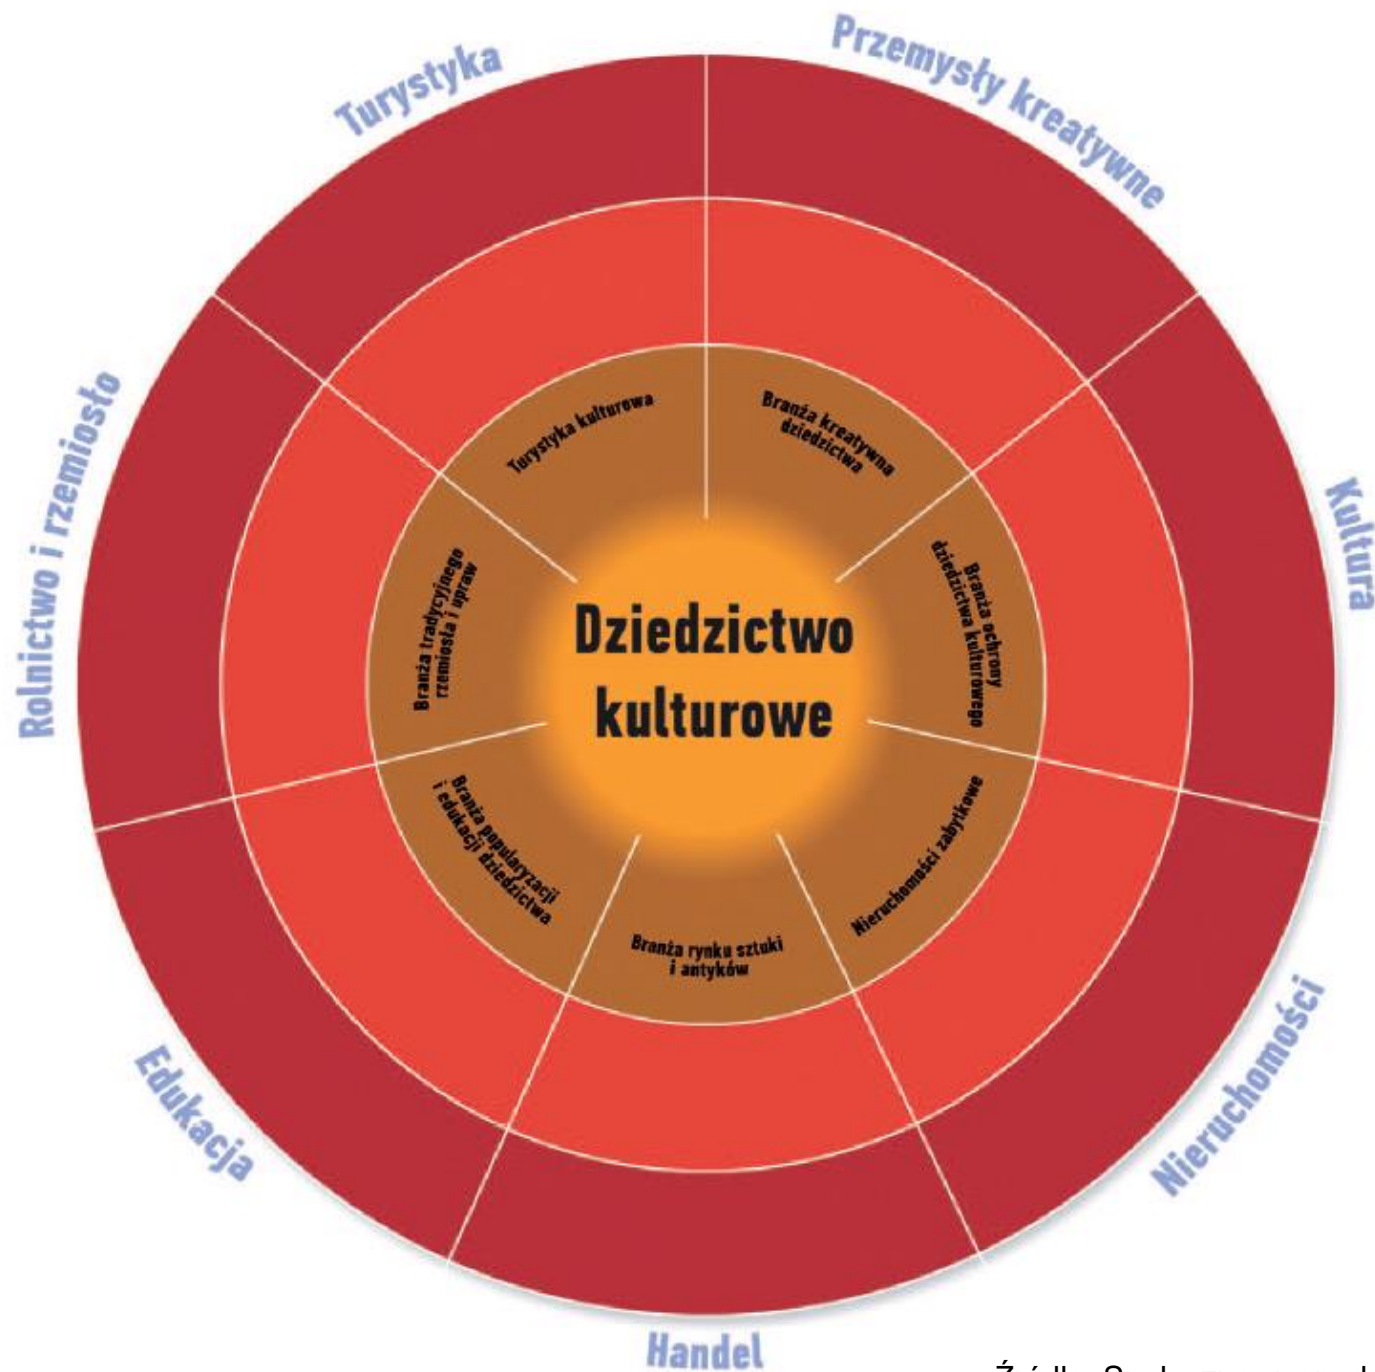 Turystyka
Przemysły kreatywne
Kultura
Nieruchomości
Handel
Edukacja
Rolnictwo i rzemiosło
Turystyka kulturowa
Branża kreatywna
dziedzictwa
Branża ochrony
dziedzictwa kulturowego
Nieruchomości zabytkowe
Branża rynku sztuki
i antyków
Branża popularyzacji
i edukacji dziedzictwa
Branża tradycyjnego
rzemiosła i upraw
Dziedzictwo
kulturowe